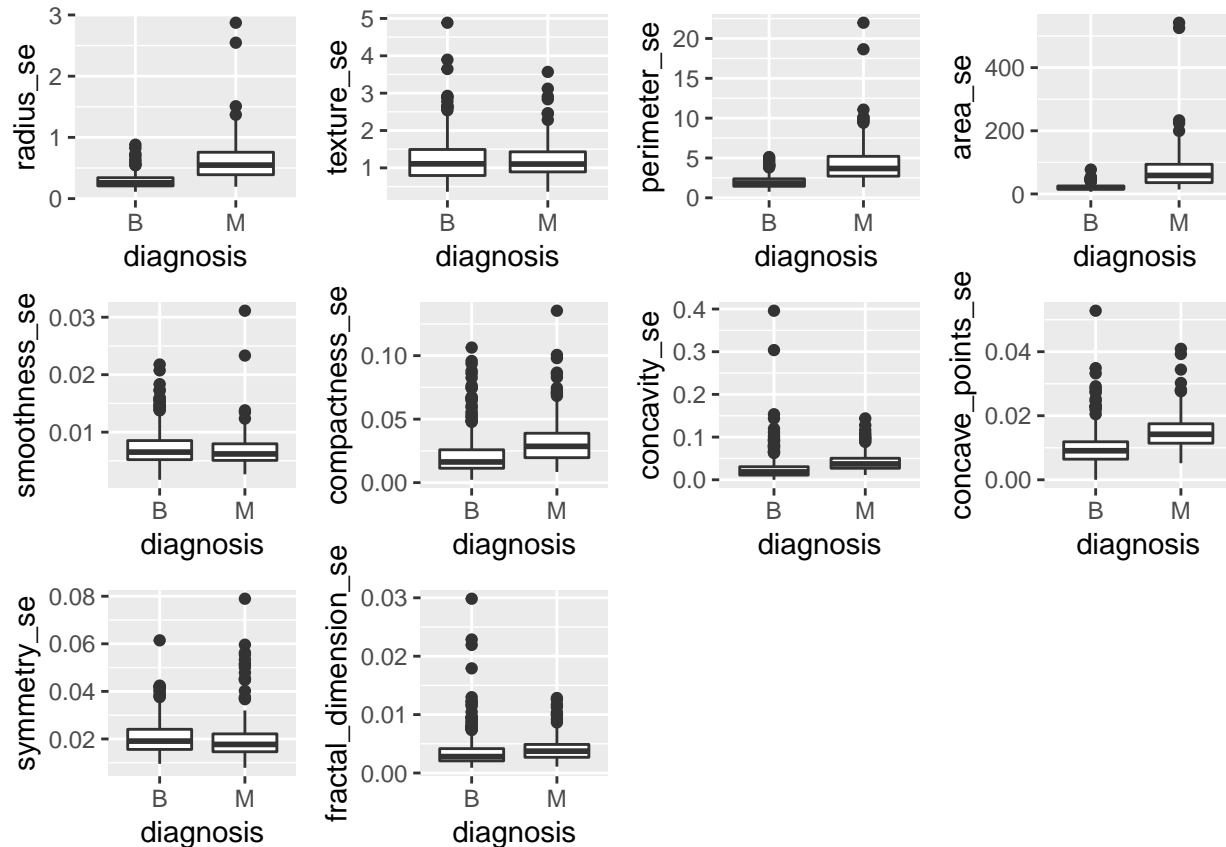 radius_se
3
2
1
0
B M
diagnosis
texture_se
5
4
3
2
1
B M
diagnosis
perimeter_se
20
15
10
5
0
B M
diagnosis
area_se
400
200
0
B M
diagnosis
smoothness_se
0.03
0.02
0.01
B M
diagnosis
compactness_se
0.10
0.05
0.00
B M
diagnosis
concavity_se
0.4
0.3
0.2
0.1
0.0
B M
diagnosis
concave_points_se
0.04
0.02
0.00
B M
diagnosis
symmetry_se
0.08
0.06
0.04
0.02
B M
diagnosis
fractal_dimension_se
0.03
0.02
0.01
0.00
B M
diagnosis